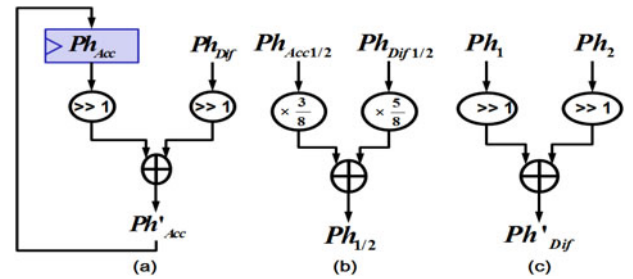 Ph_Acc
Ph_Dif
>> 1
>> 1
Ph'_Acc
(a)
Ph_Acc1/2
Ph_Dif1/2
× 3/8
× 5/8
Ph_1/2
(b)
Ph_1
Ph_2
>> 1
>> 1
Ph'_Dif
(c)